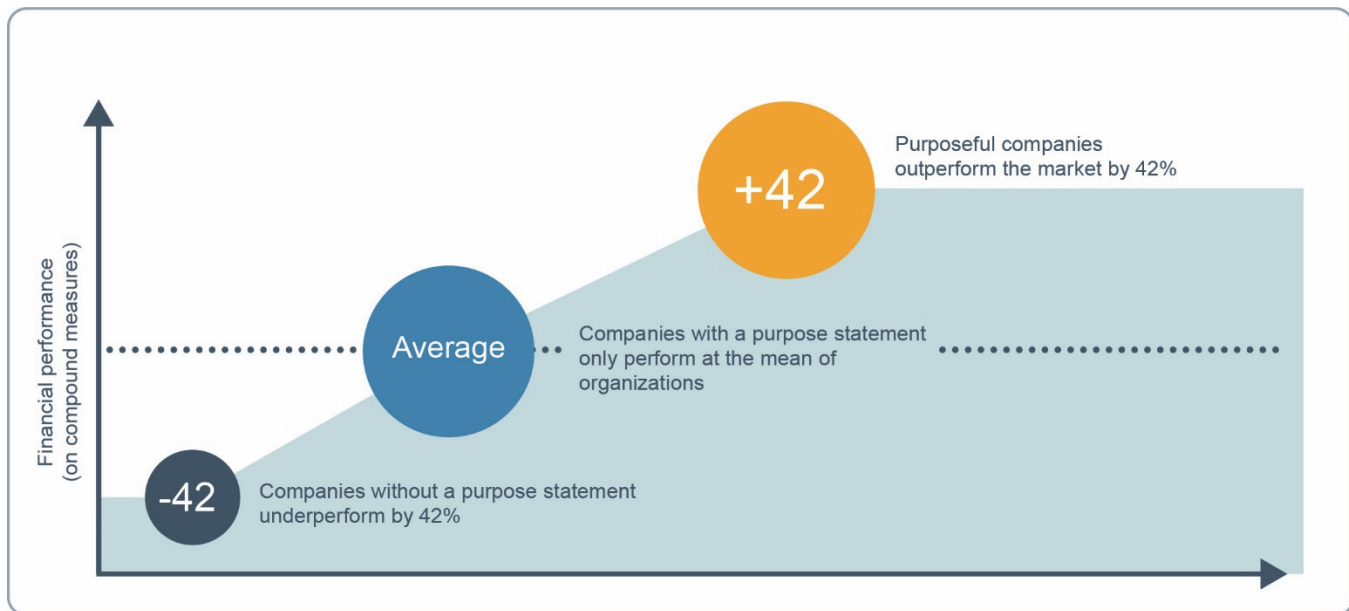 +42
Purposeful companies
outperform the market by 42%
Financial performance
(on compound measures)
Average
Companies with a purpose statement
only perform at the mean of
organizations
-42
Companies without a purpose statement
underperform by 42%